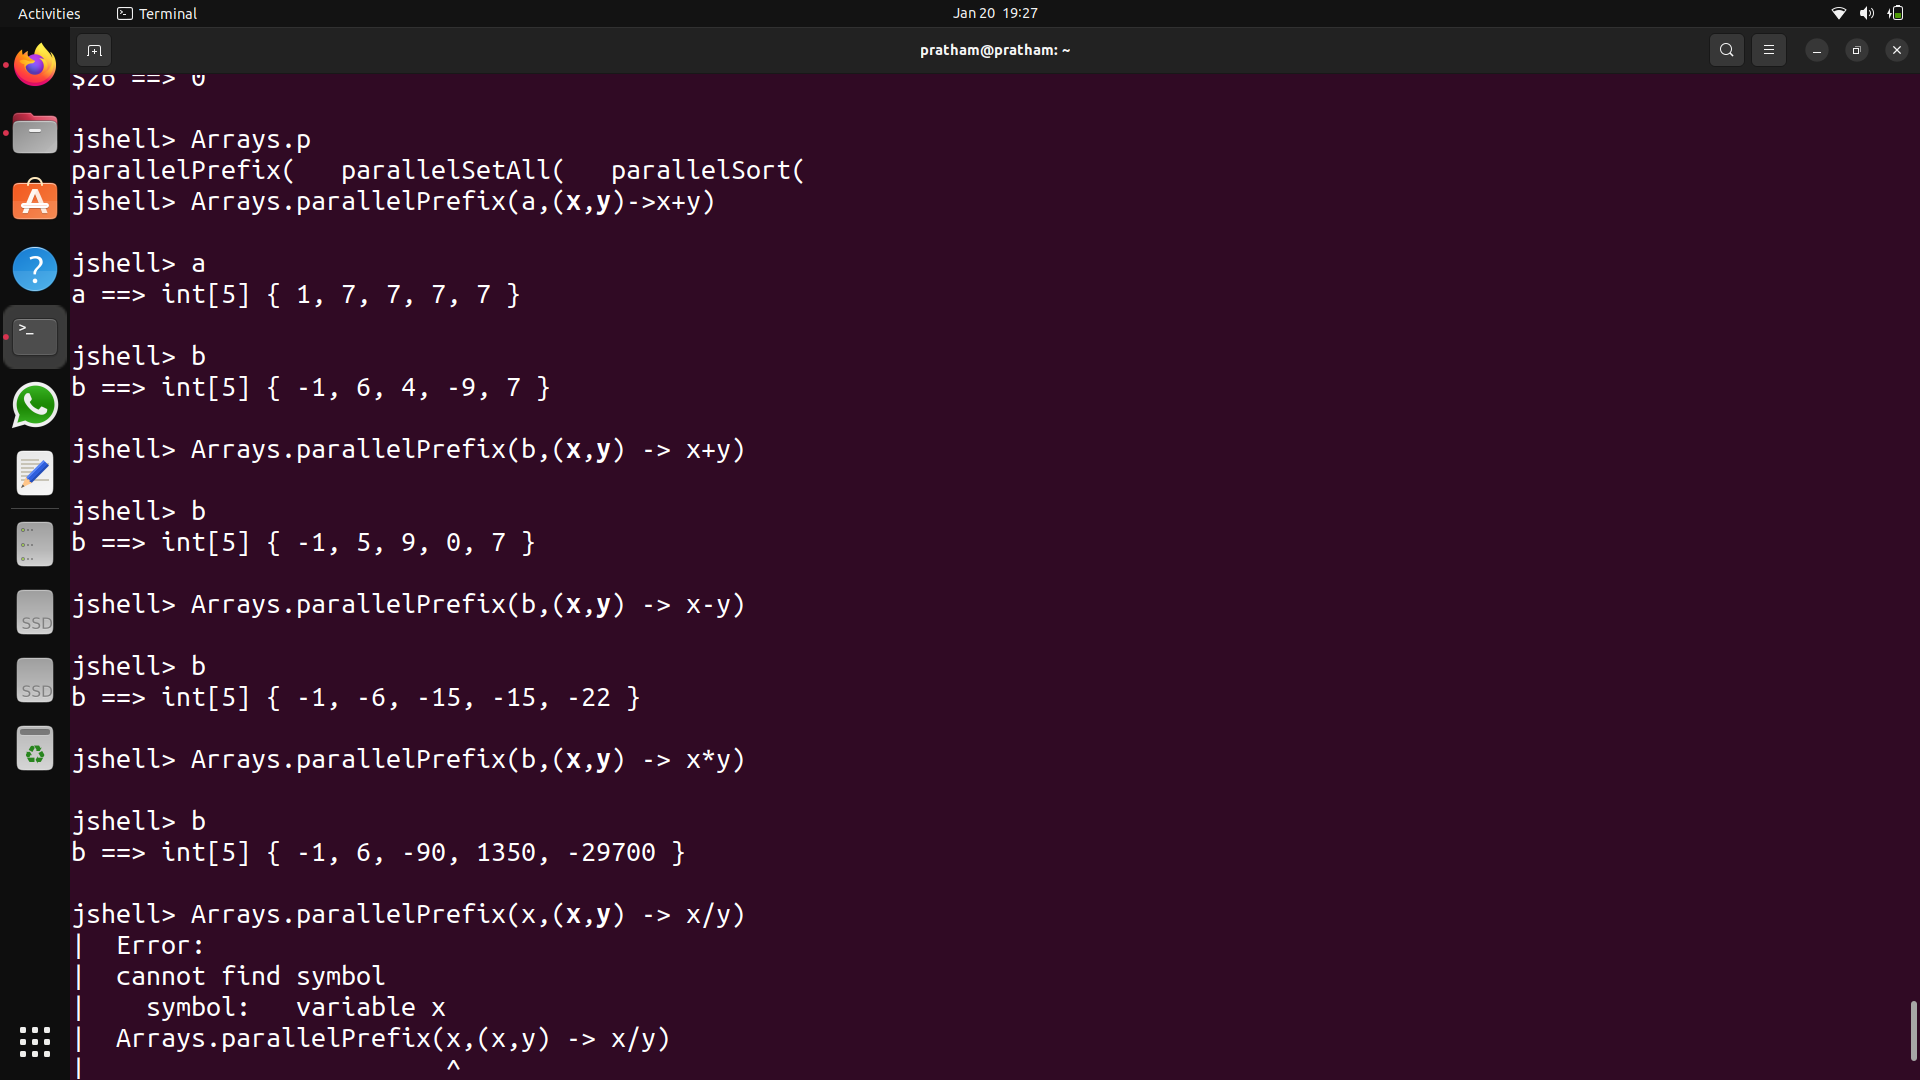 Activities Terminal Jan 20 19:27
pratham@pratham: ~
$26 ==> 0
jshell> Arrays.p
parallelPrefix( parallelSetAll( parallelSort(
jshell> Arrays.parallelPrefix(a,(x,y)->x+y)
jshell> a
a ==> int[5] { 1, 7, 7, 7, 7 }
jshell> b
b ==> int[5] { -1, 6, 4, -9, 7 }
jshell> Arrays.parallelPrefix(b,(x,y) -> x+y)
jshell> b
b ==> int[5] { -1, 5, 9, 0, 7 }
jshell> Arrays.parallelPrefix(b,(x,y) -> x-y)
jshell> b
b ==> int[5] { -1, -6, -15, -15, -22 }
jshell> Arrays.parallelPrefix(b,(x,y) -> x*y)
jshell> b
b ==> int[5] { -1, 6, -90, 1350, -29700 }
jshell> Arrays.parallelPrefix(x,(x,y) -> x/y)
| Error:
| cannot find symbol
| symbol: variable x
| Arrays.parallelPrefix(x,(x,y) -> x/y)
| ^
SSD
SSD